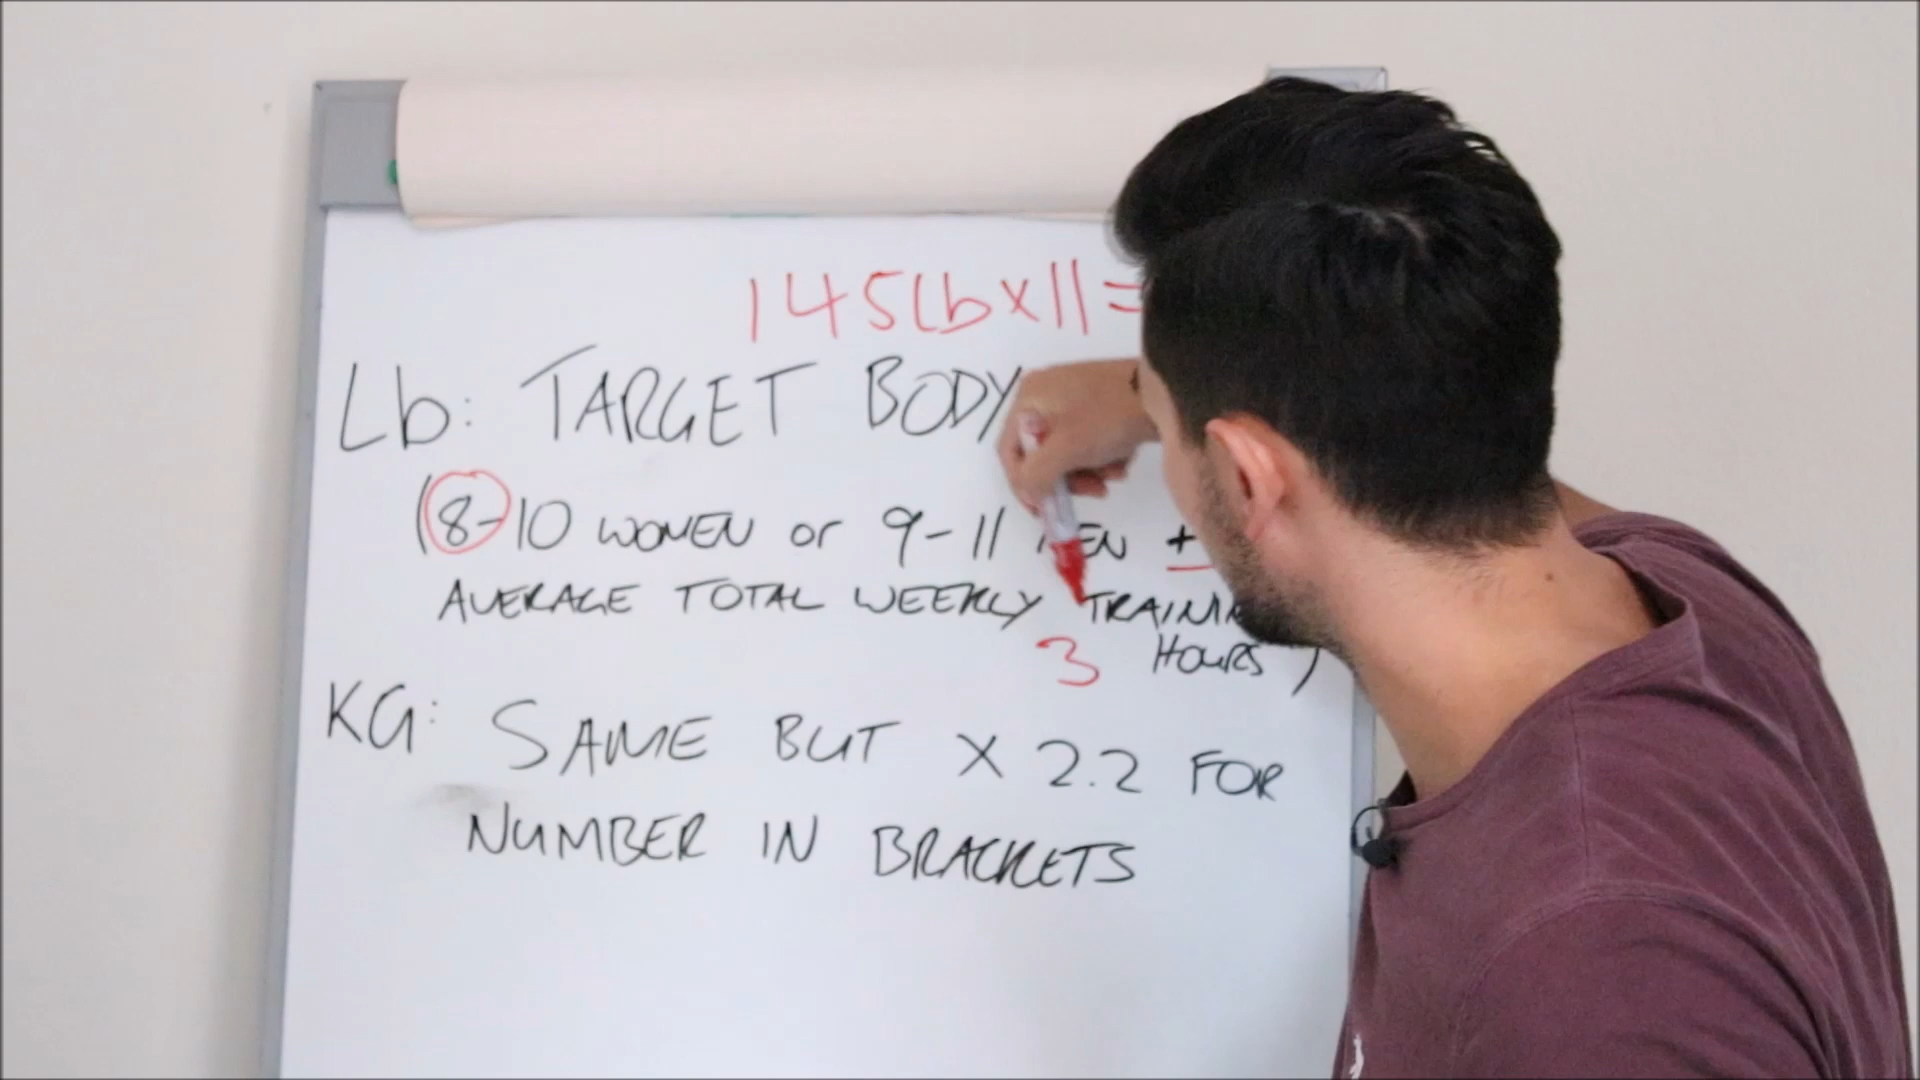 145Lb x 11 =
Lb: TARGET BODY
(8-10 WOMEN or 9-11 MEN ±
AVERAGE TOTAL WEEKLY TRAINING
3 HOURS)
KG: SAME BUT X 2.2 FOR
NUMBER IN BRACKETS